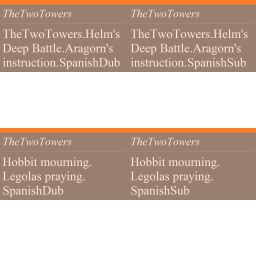 TheTwoTowers
TheTwoTowers.Helm's
Deep Battle.Aragorn's
instruction.SpanishDub
TheTwoTowers
TheTwoTowers.Helm's
Deep Battle.Aragorn's
instruction.SpanishSub
TheTwoTowers
Hobbit mourning.
Legolas praying.
SpanishDub
TheTwoTowers
Hobbit mourning.
Legolas praying.
SpanishSub